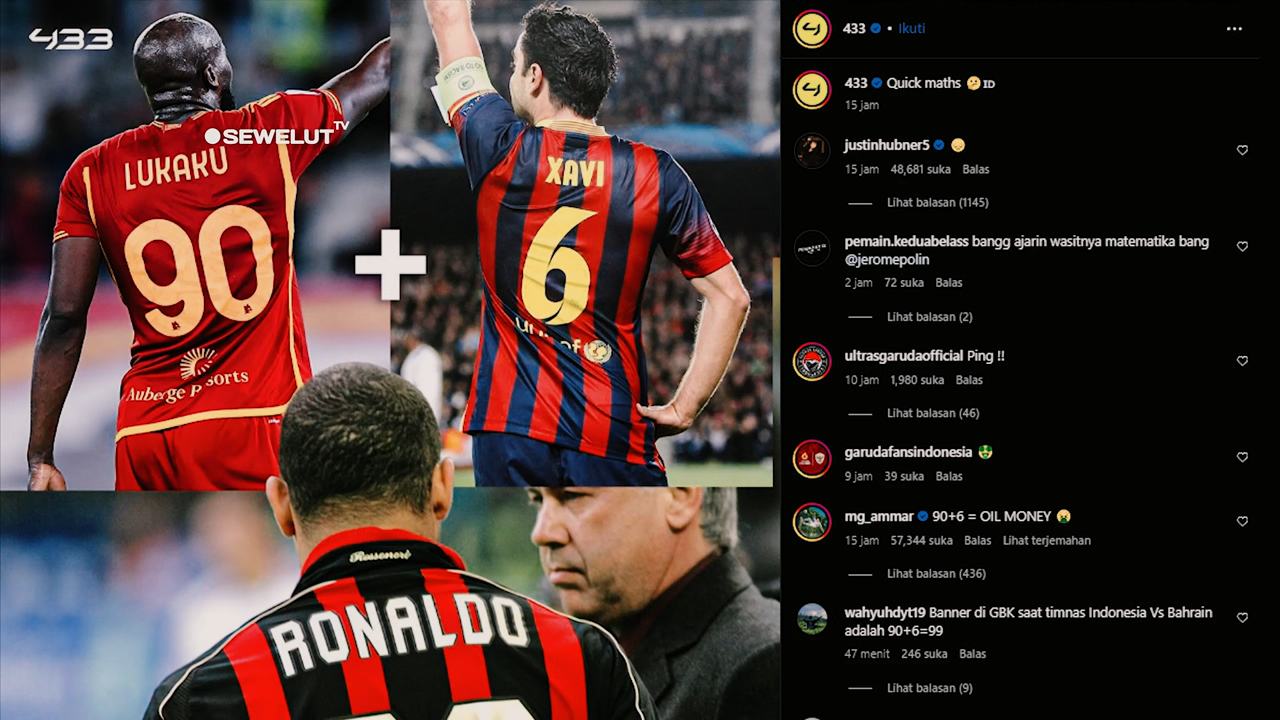 433
SEWELUT TV
LUKAKU
90
Auberge Resorts
+
XAVI
6
unicef
Rossoneri
RONALDO
433 • Ikuti
433 Quick maths ID
15 jam
justinhubner5
15 jam 48,681 suka Balas
Lihat balasan (1145)
pemain.keduabelass bangg ajarin wasitnya matematika bang
@jeromepolin
2 jam 72 suka Balas
Lihat balasan (2)
ultrasgarudaofficial Ping !!
10 jam 1,980 suka Balas
Lihat balasan (46)
garudafansindonesia
9 jam 39 suka Balas
mg_ammar 90+6 = OIL MONEY
15 jam 57,344 suka Balas Lihat terjemahan
Lihat balasan (436)
wahyuhdyt19 Banner di GBK saat timnas Indonesia Vs Bahrain
adalah 90+6=99
47 menit 246 suka Balas
Lihat balasan (9)